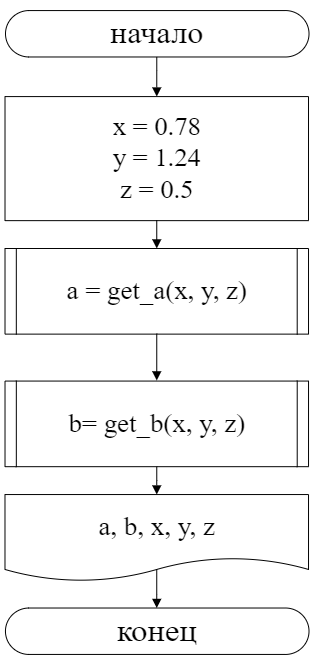 начало
x = 0.78
y = 1.24
z = 0.5
a = get_a(x, y, z)
b= get_b(x, y, z)
a, b, x, y, z
конец